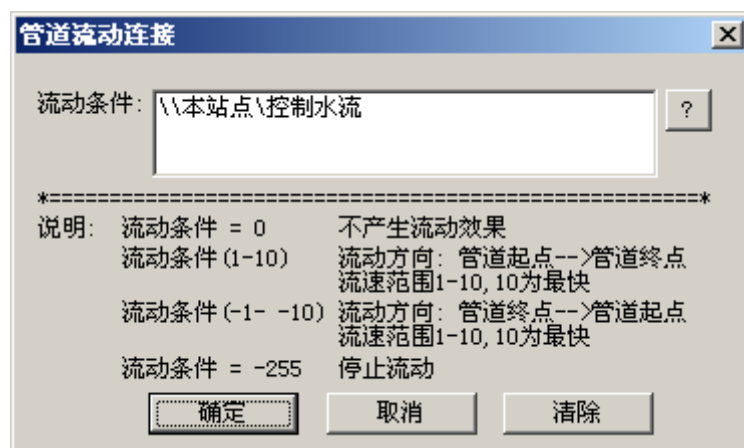 管道流动连接
流动条件: \\本站点\控制水流
?
*======================================================*
说明: 流动条件 = 0 不产生流动效果
流动条件(1-10) 流动方向: 管道起点-->管道终点
流速范围1-10,10为最快
流动条件(-1- -10) 流动方向: 管道终点-->管道起点
流速范围1-10,10为最快
流动条件 = -255 停止流动
确定 取消 清除